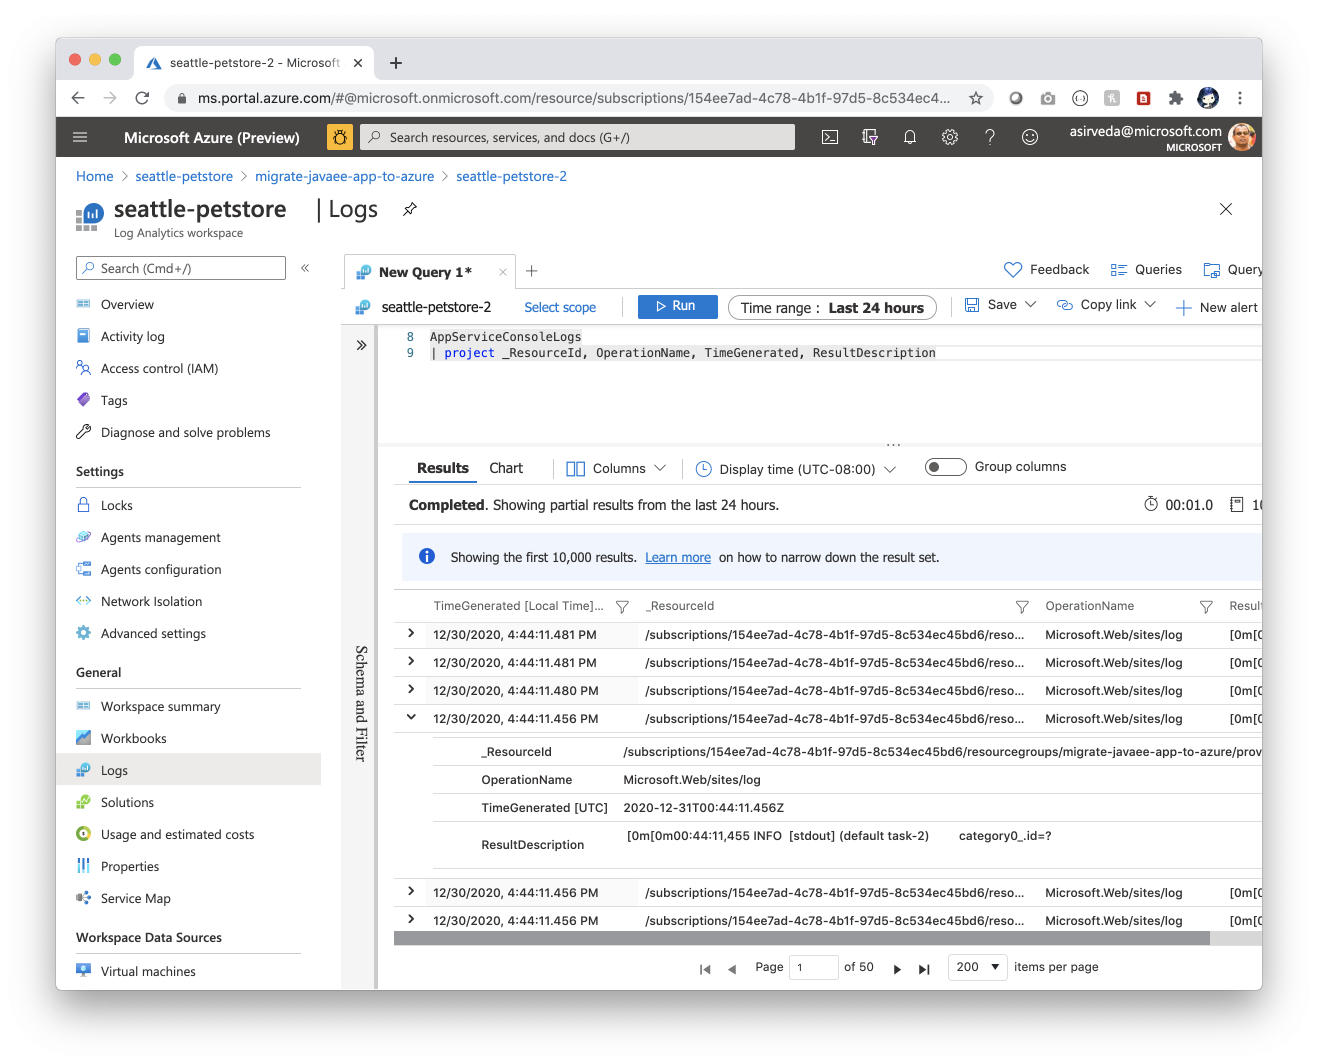 seattle-petstore-2 - Microsoft
ms.portal.azure.com/#@microsoft.onmicrosoft.com/resource/subscriptions/154ee7ad-4c78-4b1f-97d5-8c534ec4...
Microsoft Azure (Preview)
Search resources, services, and docs (G+/)
asirveda@microsoft.com
MICROSOFT
Home > seattle-petstore > migrate-javaee-app-to-azure > seattle-petstore-2
seattle-petstore | Logs
Log Analytics workspace
Search (Cmd+/)
«
Overview
Activity log
Access control (IAM)
Tags
Diagnose and solve problems
Settings
Locks
Agents management
Agents configuration
Network Isolation
Advanced settings
General
Workspace summary
Workbooks
Logs
Solutions
Usage and estimated costs
Properties
Service Map
Workspace Data Sources
Virtual machines
New Query 1*
Feedback
Queries
Query
seattle-petstore-2
Select scope
Run
Time range : Last 24 hours
Save
Copy link
New alert
8 AppServiceConsoleLogs
9 | project _ResourceId, OperationName, TimeGenerated, ResultDescription
Schema and Filter
Results
Chart
Columns
Display time (UTC-08:00)
Group columns
Completed. Showing partial results from the last 24 hours.
00:01.0
10
Showing the first 10,000 results. Learn more on how to narrow down the result set.
TimeGenerated [Local Time]... _ResourceId OperationName Result
12/30/2020, 4:44:11.481 PM /subscriptions/154ee7ad-4c78-4b1f-97d5-8c534ec45bd6/reso... Microsoft.Web/sites/log [0m[0
12/30/2020, 4:44:11.481 PM /subscriptions/154ee7ad-4c78-4b1f-97d5-8c534ec45bd6/reso... Microsoft.Web/sites/log [0m[0
12/30/2020, 4:44:11.480 PM /subscriptions/154ee7ad-4c78-4b1f-97d5-8c534ec45bd6/reso... Microsoft.Web/sites/log [0m[0
12/30/2020, 4:44:11.456 PM /subscriptions/154ee7ad-4c78-4b1f-97d5-8c534ec45bd6/reso... Microsoft.Web/sites/log [0m[0
_ResourceId /subscriptions/154ee7ad-4c78-4b1f-97d5-8c534ec45bd6/resourcegroups/migrate-javaee-app-to-azure/prov
OperationName Microsoft.Web/sites/log
TimeGenerated [UTC] 2020-12-31T00:44:11.456Z
ResultDescription [0m[0m00:44:11,455 INFO [stdout] (default task-2) category0_.id=?
12/30/2020, 4:44:11.456 PM /subscriptions/154ee7ad-4c78-4b1f-97d5-8c534ec45bd6/reso... Microsoft.Web/sites/log [0m[0
12/30/2020, 4:44:11.456 PM /subscriptions/154ee7ad-4c78-4b1f-97d5-8c534ec45bd6/reso... Microsoft.Web/sites/log [0m[0
Page 1 of 50
200 items per page